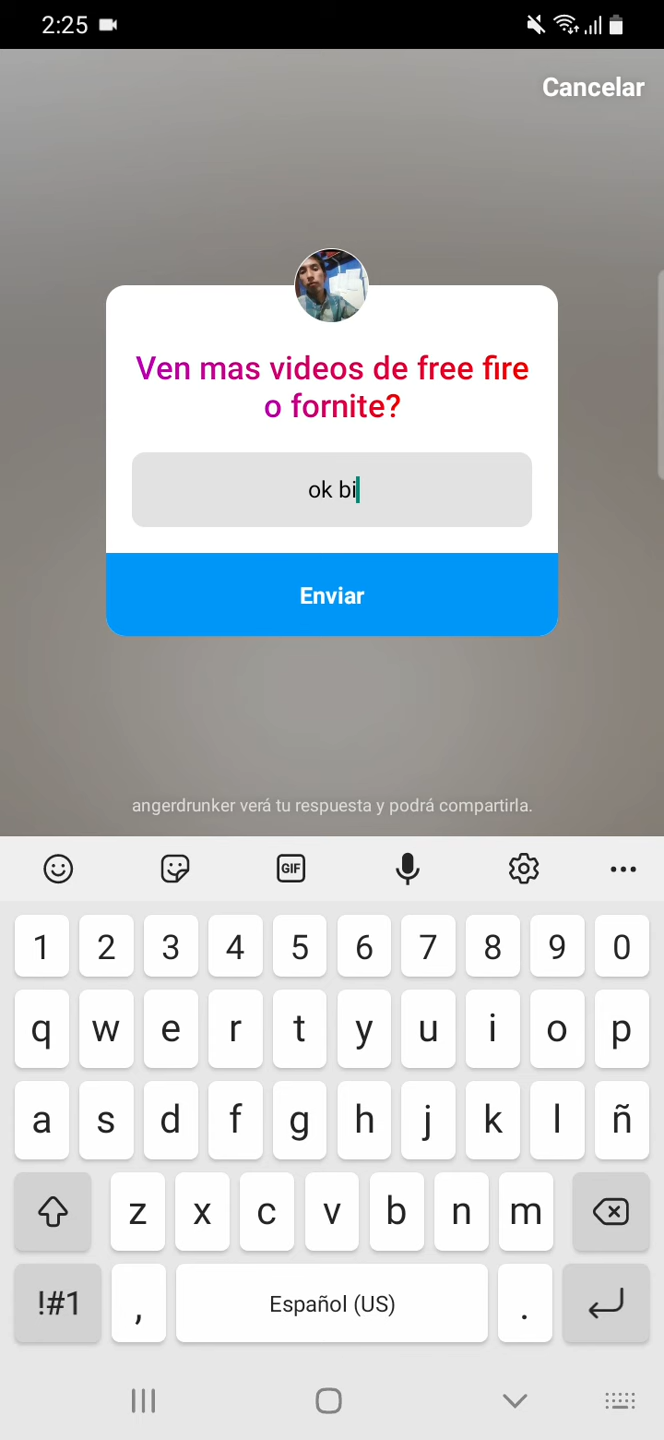 2:25
Cancelar
Ven mas videos de free fire
o fornite?
ok bi
Enviar
angerdrunker verá tu respuesta y podrá compartirla.
GIF
1 2 3 4 5 6 7 8 9 0
q w e r t y u i o p
a s d f g h j k l ñ
z x c v b n m
!#1 , Español (US) .